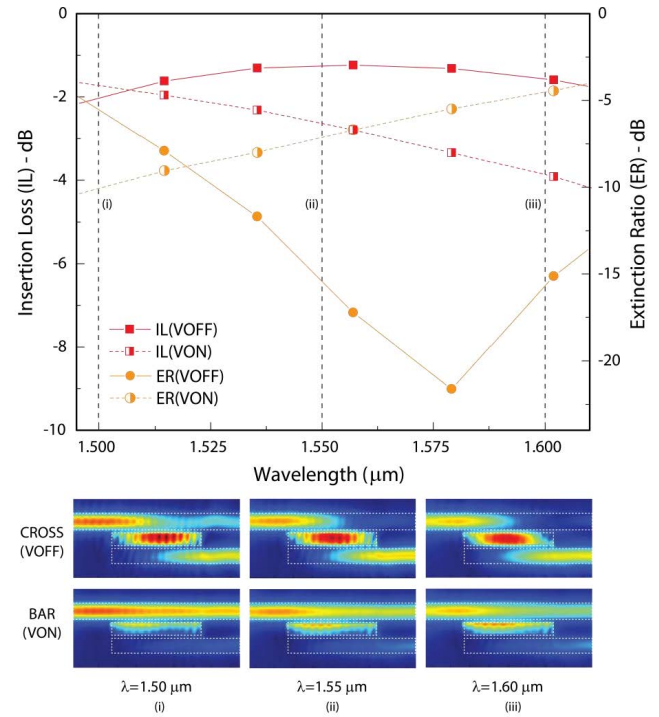 0
-2
-4
-6
-8
-10
Insertion Loss (IL) - dB
0
-5
-10
-15
-20
Extinction Ratio (ER) - dB
(i)
(ii)
(iii)
IL(VOFF)
IL(VON)
ER(VOFF)
ER(VON)
1.500
1.525
1.550
1.575
1.600
Wavelength (μm)
CROSS
(VOFF)
BAR
(VON)
λ=1.50 μm
λ=1.55 μm
λ=1.60 μm
(i)
(ii)
(iii)